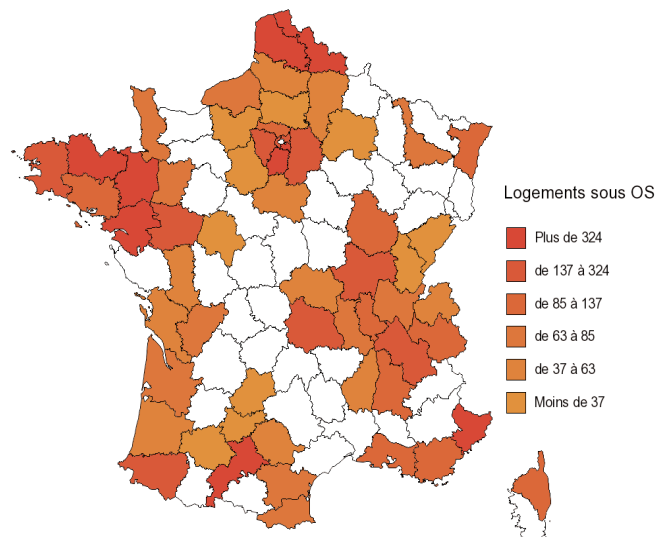 Logements sous OS
Plus de 324
de 137 à 324
de 85 à 137
de 63 à 85
de 37 à 63
Moins de 37